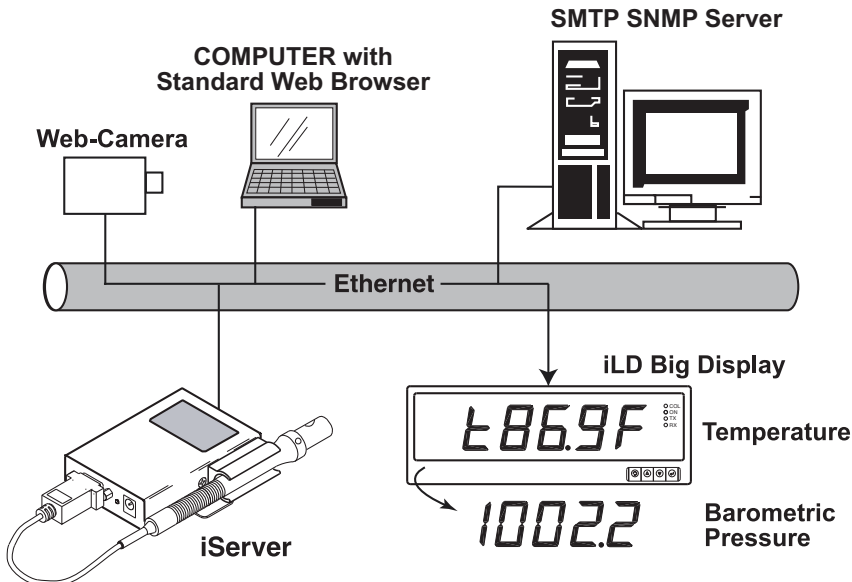 SMTP SNMP Server
COMPUTER with
Standard Web Browser
Web-Camera
Ethernet
iLD Big Display
t86.9F
COL
ON
TX
RX
Temperature
1002.2
Barometric
Pressure
iServer